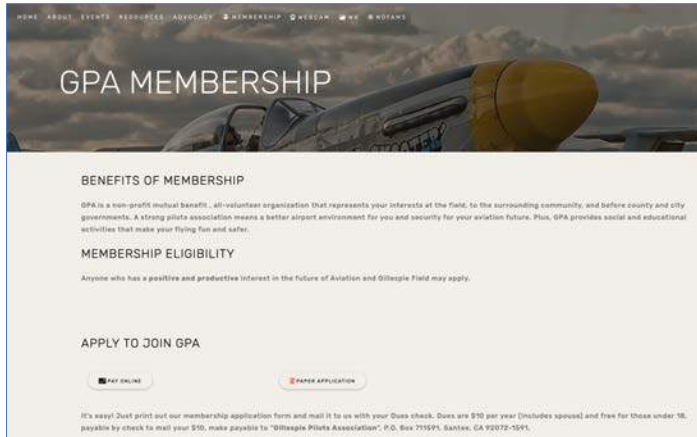 HOME ABOUT EVENTS RESOURCES ADVOCACY MEMBERSHIP WEBCAM WX NOTAMS
GPA MEMBERSHIP
BENEFITS OF MEMBERSHIP
GPA is a non-profit mutual benefit , all-volunteer organization that represents your interests at the field, to the surrounding community, and before county and city
governments. A strong pilots association means a better airport environment for you and security for your aviation future. Plus, GPA provides social and educational
activities that make your flying fun and safer.
MEMBERSHIP ELIGIBILITY
Anyone who has a positive and productive interest in the future of Aviation and Gillespie Field may apply.
APPLY TO JOIN GPA
PAY ONLINE PAPER APPLICATION
It's easy! Just print out our membership application form and mail it to us with your Dues check. Dues are $10 per year (includes spouse) and free for those under 18,
payable by check to mail your $10, make payable to "Gillespie Pilots Association", P.O. Box 711591, Santee, CA 92072-1591.